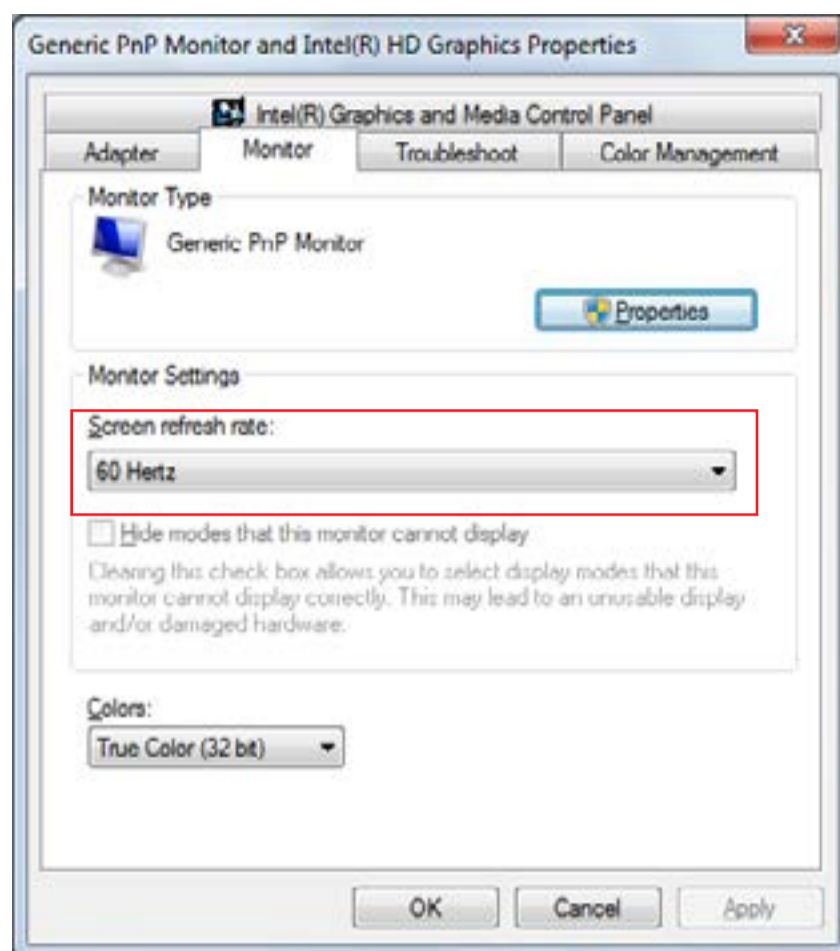 Generic PnP Monitor and Intel(R) HD Graphics Properties
Intel(R) Graphics and Media Control Panel
Adapter Monitor Troubleshoot Color Management
Monitor Type
Generic PnP Monitor
Properties
Monitor Settings
Screen refresh rate:
60 Hertz
Hide modes that this monitor cannot display
Clearing this check box allows you to select display modes that this
monitor cannot display correctly. This may lead to an unusable display
and/or damaged hardware.
Colors:
True Color (32 bit)
OK Cancel Apply